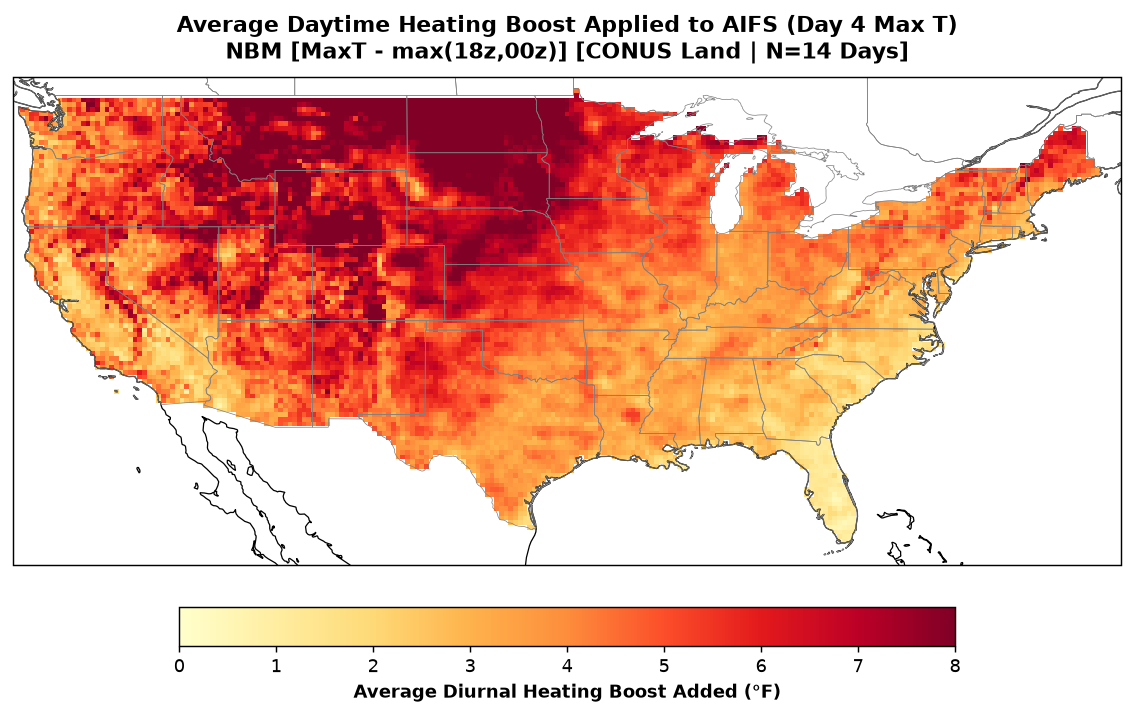 Average Daytime Heating Boost Applied to AIFS (Day 4 Max T)
NBM [MaxT - max(18z,00z)] [CONUS Land | N=14 Days]
0 1 2 3 4 5 6 7 8
Average Diurnal Heating Boost Added (°F)